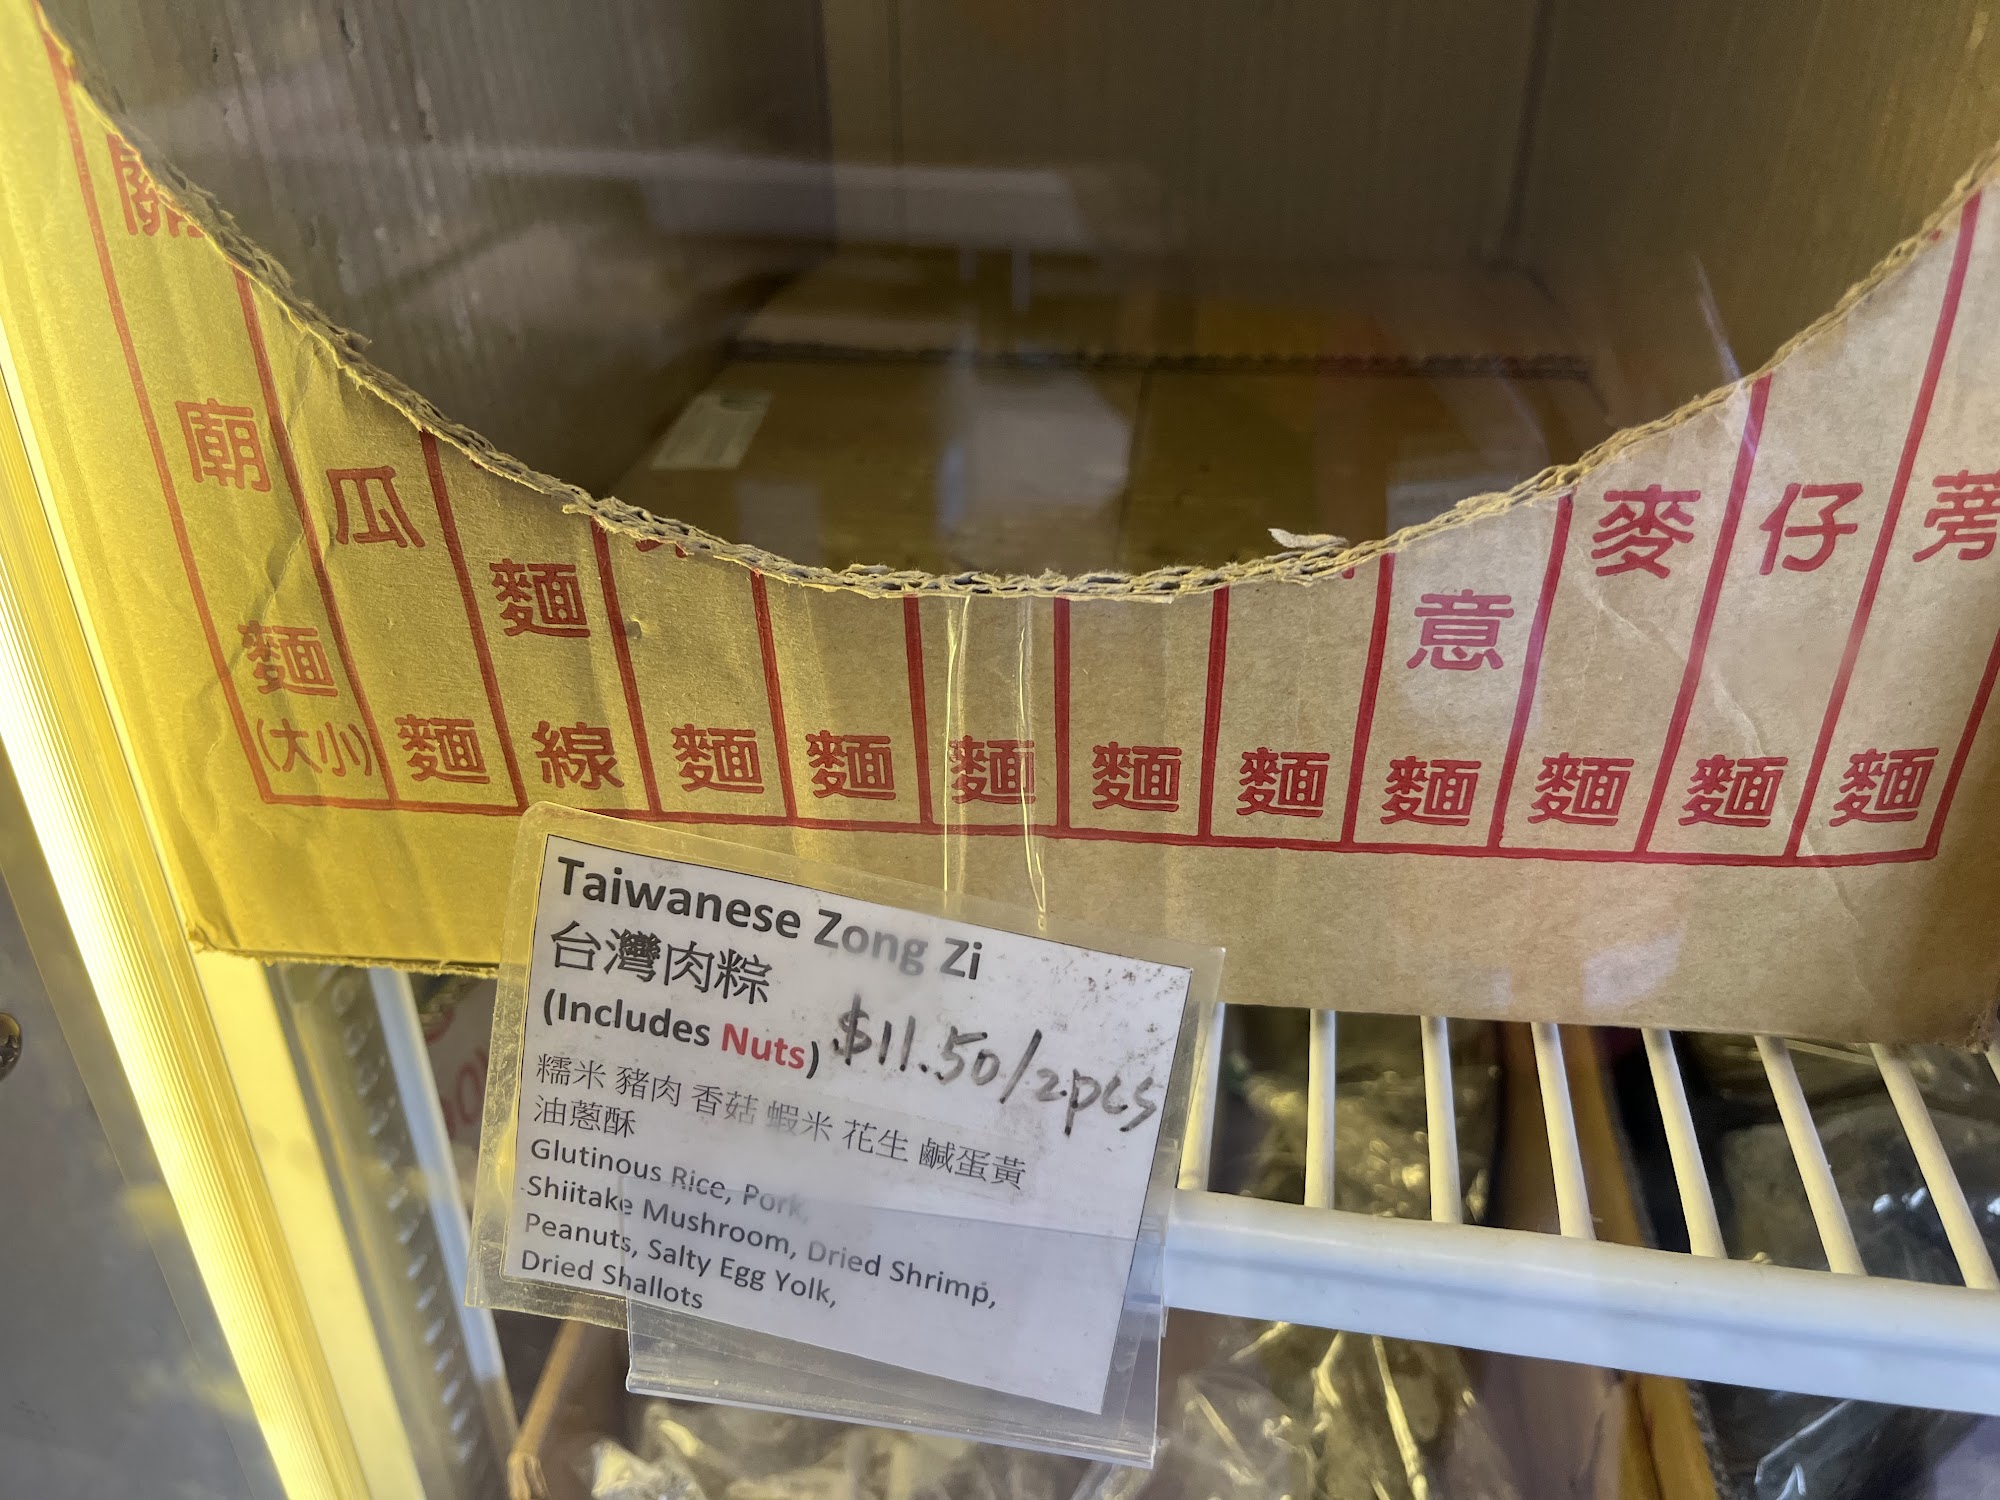 蒡麵
仔麵
麥麵
意麵
麵
麵
麵
麵
麵
麵線
瓜麵
關廟麵(大小)
Taiwanese Zong Zi
台灣肉粽
(Includes Nuts) $11.50/2pcs
糯米 豬肉 香菇 蝦米 花生 鹹蛋黃
油蔥酥
Glutinous Rice, Pork,
Shiitake Mushroom, Dried Shrimp,
Peanuts, Salty Egg Yolk,
Dried Shallots